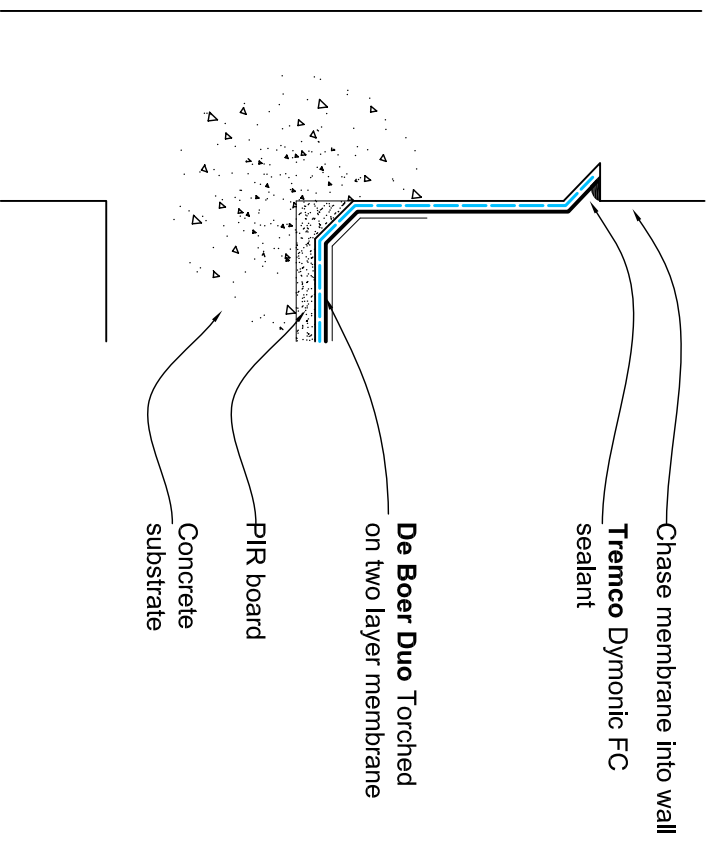 Chase membrane into wall
Tremco Dymonic FC
sealant
De Boer Duo Torched
on two layer membrane
PIR board
Concrete
substrate